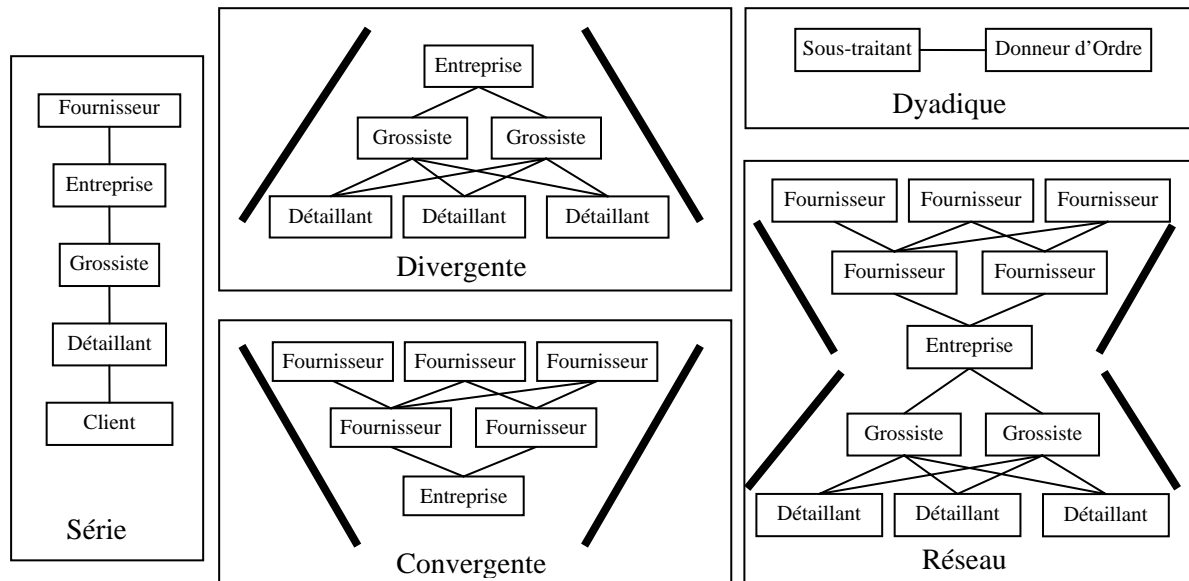 Fournisseur
Entreprise
Grossiste
Détaillant
Client
Série
Entreprise
Grossiste Grossiste
Détaillant Détaillant Détaillant
Divergente
Fournisseur Fournisseur Fournisseur
Fournisseur Fournisseur
Entreprise
Convergente
Sous-traitant Donneur d’Ordre
Dyadique
Fournisseur Fournisseur Fournisseur
Fournisseur Fournisseur
Entreprise
Grossiste Grossiste
Détaillant Détaillant Détaillant
Réseau